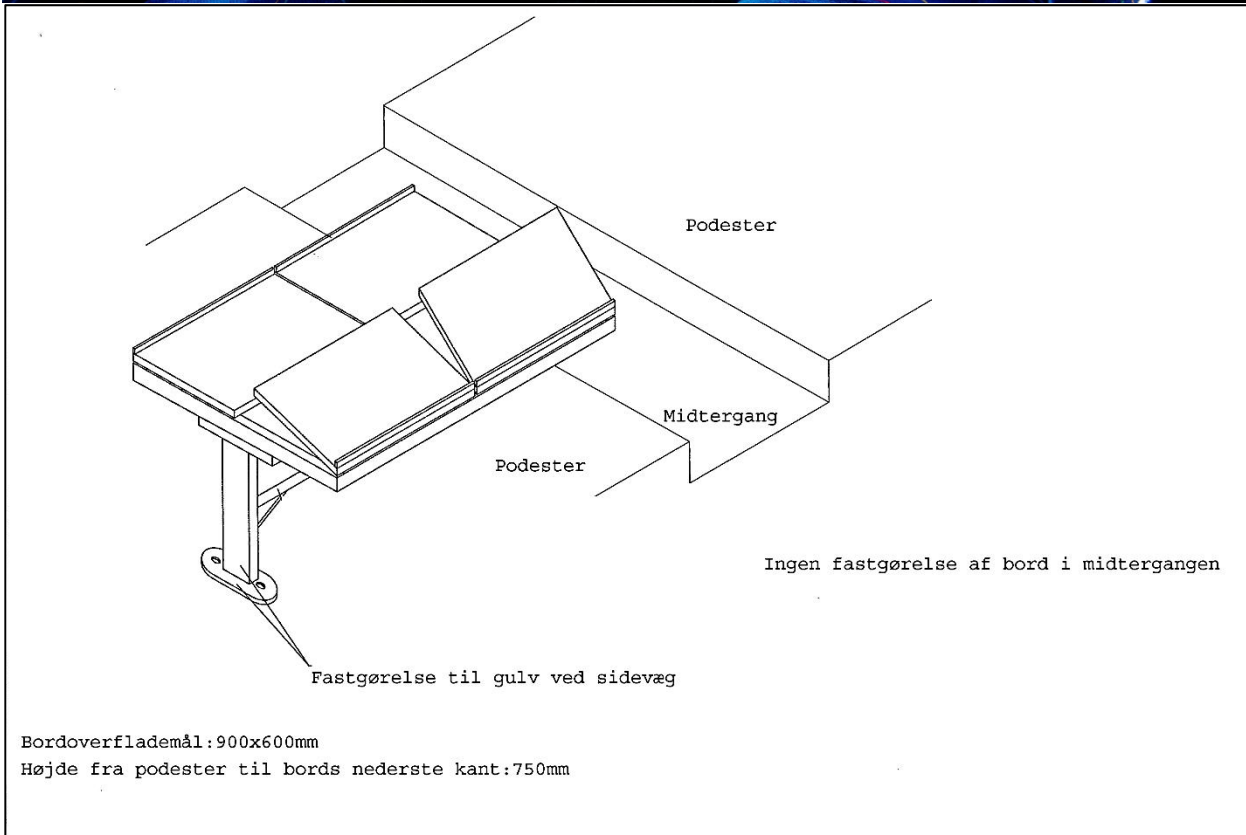 Podester
Midtergang
Podester
Ingen fastgørelse af bord i midtergangen
Fastgørelse til gulv ved sidevæg
Bordoverflademål:900x600mm
Højde fra podester til bords nederste kant:750mm